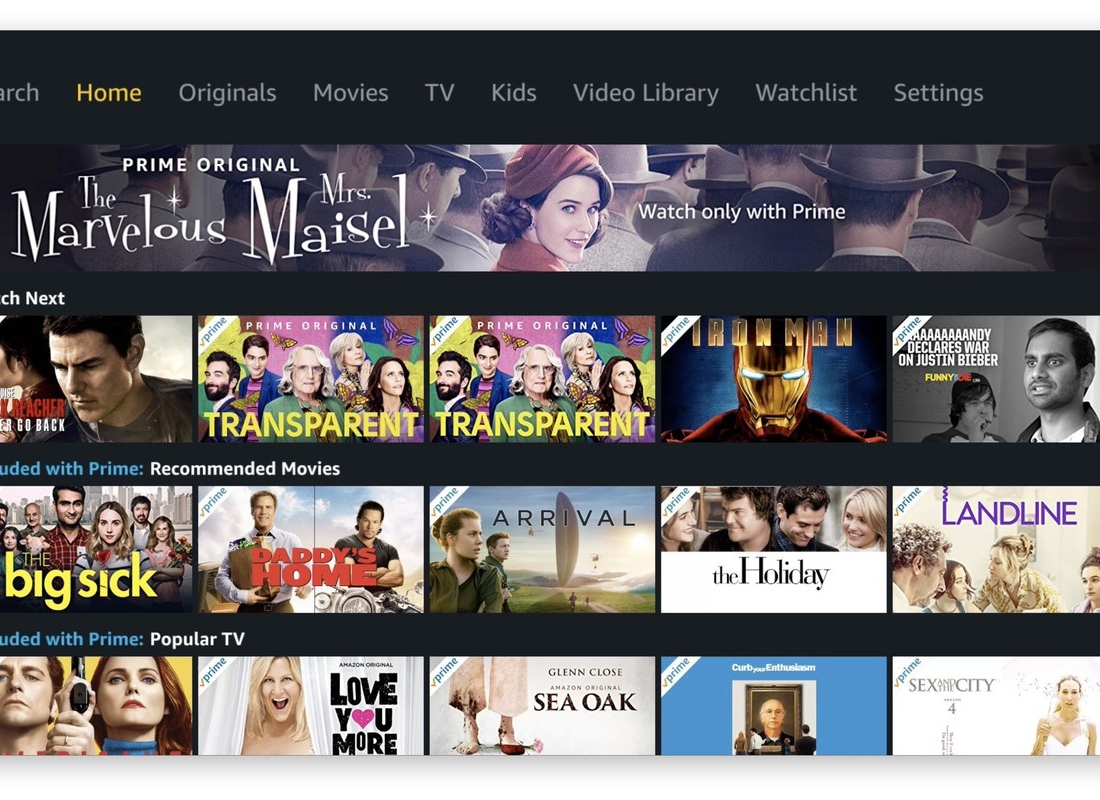 arch Home Originals Movies TV Kids Video Library Watchlist Settings
PRIME ORIGINAL
The Marvelous Mrs. Maisel
Watch only with Prime
tch Next
REACHER
ER GO BACK
prime
PRIME ORIGINAL
TRANSPARENT
prime
PRIME ORIGINAL
TRANSPARENT
prime
IRON MAN
prime
AAAAAAAANDY
DECLARES WAR
ON JUSTIN BIEBER
FUNNY OR DIE
uded with Prime: Recommended Movies
THE
big sick
prime
DADDY'S
HOME
prime
ARRIVAL
prime
the Holiday
prime
LANDLINE
uded with Prime: Popular TV
prime
AMAZON ORIGINAL
LOVE
YOU
MORE
prime
GLENN CLOSE
AMAZON ORIGINAL
SEA OAK
prime
Curb your Enthusiasm
prime
SEX AND THE CITY
SEASON
4